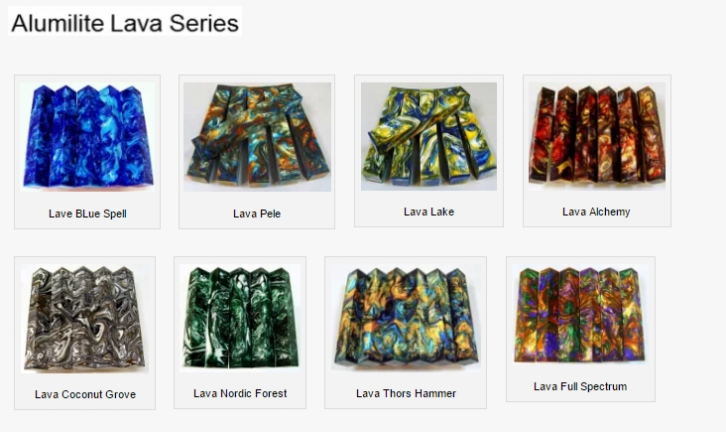 Alumilite Lava Series
Lave BLue Spell
Lava Pele
Lava Lake
Lava Alchemy
Lava Coconut Grove
Lava Nordic Forest
Lava Thors Hammer
Lava Full Spectrum